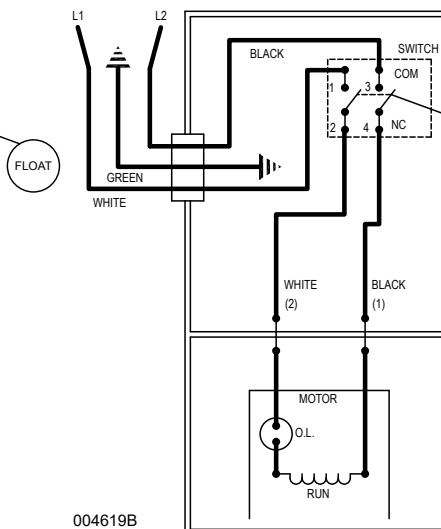 L1
L2
BLACK
SWITCH
COM
1
3
2
4
NC
FLOAT
GREEN
WHITE
WHITE
(2)
BLACK
(1)
MOTOR
O.L.
RUN
004619B